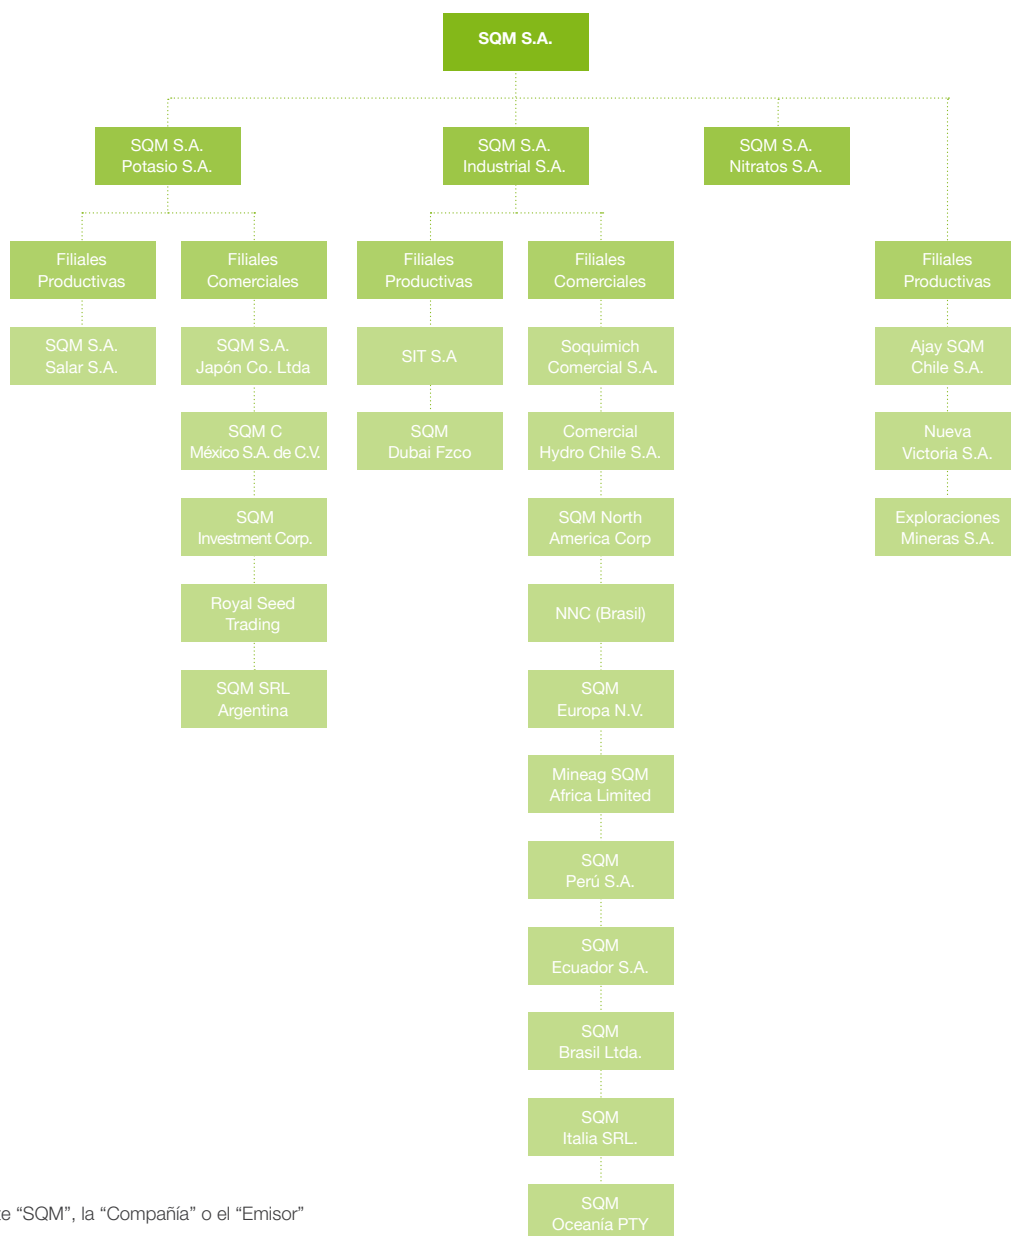 SQM S.A.
SQM S.A.
Potasio S.A.
SQM S.A.
Industrial S.A.
SQM S.A.
Nitratos S.A.
Filiales
Productivas
Filiales
Comerciales
Filiales
Productivas
Filiales
Comerciales
Filiales
Productivas
SQM S.A.
Salar S.A.
SQM S.A.
Japón Co. Ltda
SIT S.A
Soquimich
Comercial S.A.
Ajay SQM
Chile S.A.
SQM C
México S.A. de C.V.
SQM
Dubai Fzco
Comercial
Hydro Chile S.A.
Nueva
Victoria S.A.
SQM
Investment Corp.
SQM North
America Corp
Exploraciones
Mineras S.A.
Royal Seed
Trading
NNC (Brasil)
SQM SRL
Argentina
SQM
Europa N.V.
Mineag SQM
Africa Limited
SQM
Perú S.A.
SQM
Ecuador S.A.
SQM
Brasil Ltda.
SQM
Italia SRL.
SQM
Oceanía PTY
“SQM”, la “Compañía” o el “Emisor”